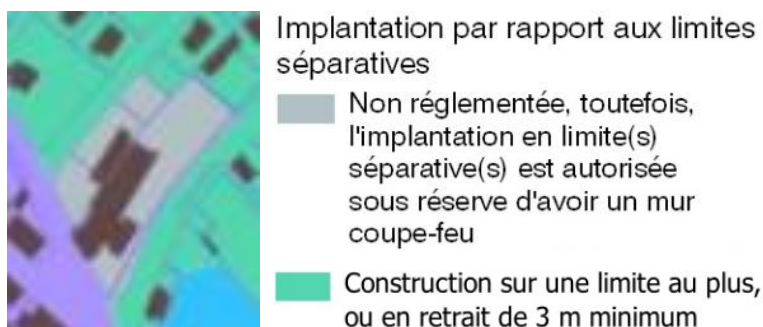 Implantation par rapport aux limites
séparatives
Non réglementée, toutefois,
l'implantation en limite(s)
séparative(s) est autorisée
sous réserve d'avoir un mur
coupe-feu
Construction sur une limite au plus,
ou en retrait de 3 m minimum